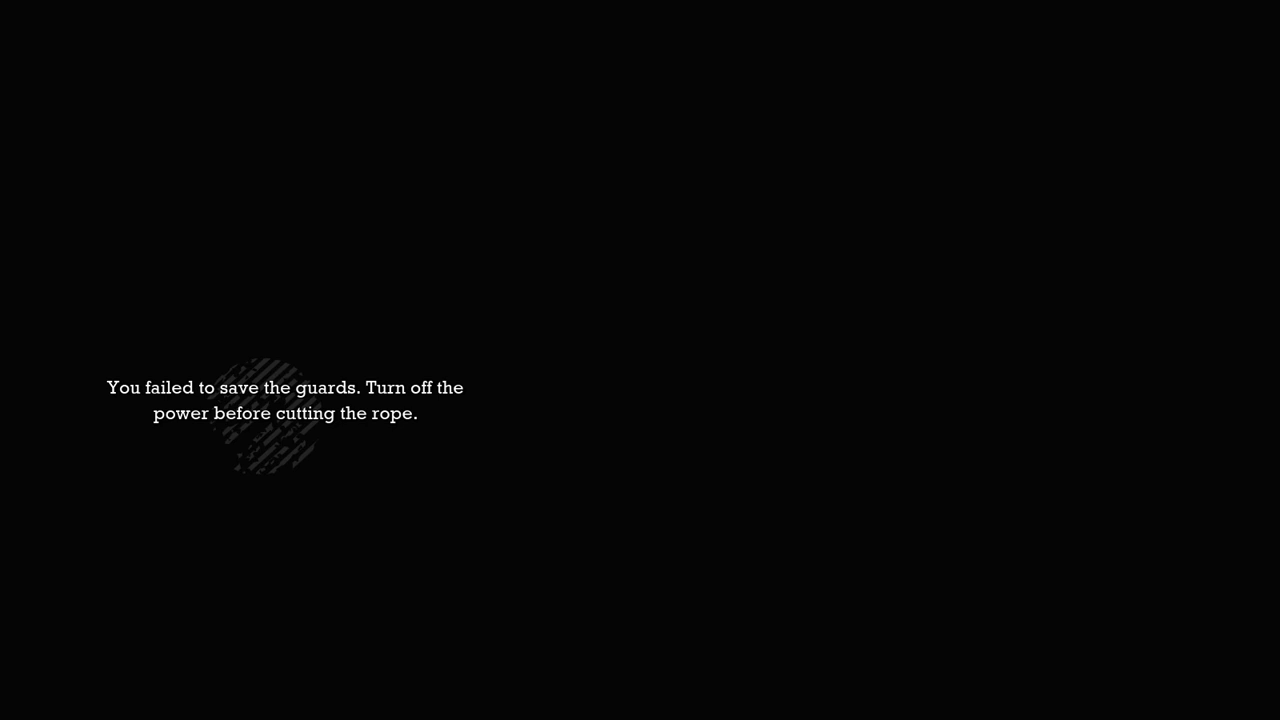 You failed to save the guards. Turn off the
power before cutting the rope.